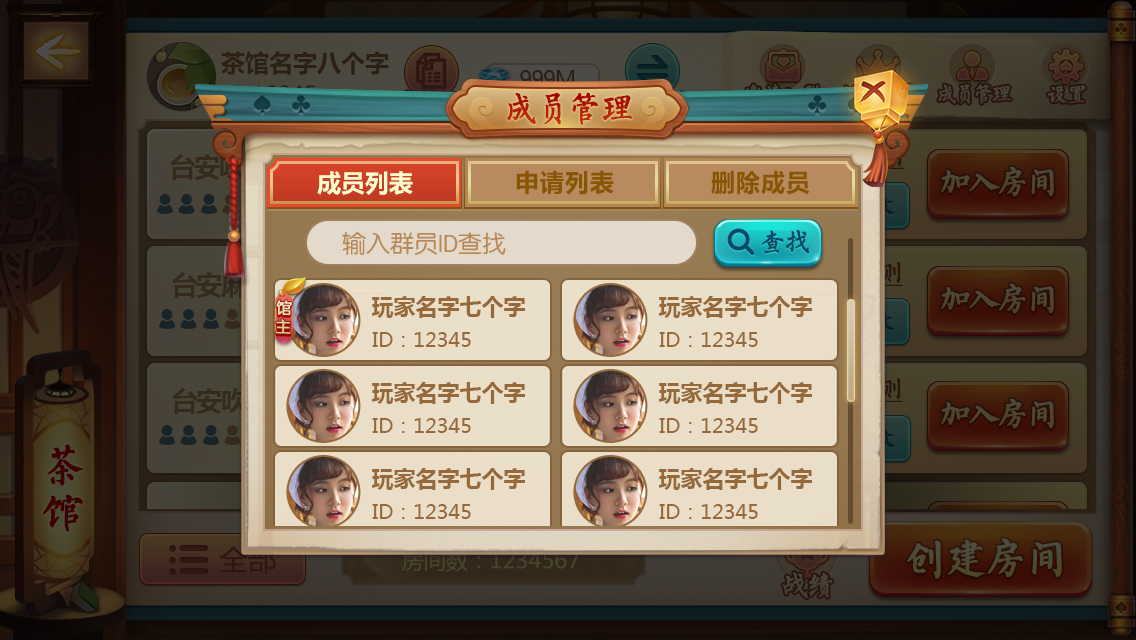 茶馆名字八个字
999M
成员管理
设置
成员管理
成员列表
申请列表
删除成员
输入群员ID查找
查找
馆主
玩家名字七个字
ID：12345
玩家名字七个字
ID：12345
玩家名字七个字
ID：12345
玩家名字七个字
ID：12345
玩家名字七个字
ID：12345
玩家名字七个字
ID：12345
台安
加入房间
台安麻
则
加入房间
台安吹
则
加入房间
茶馆
全部
房间数：1234567
战绩
创建房间